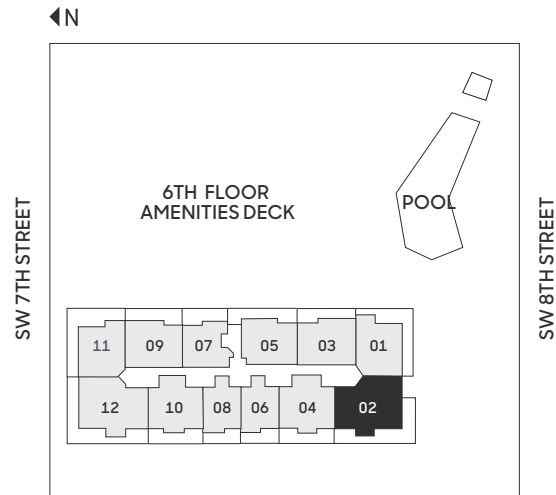 N
6TH FLOOR
AMENITIES DECK
POOL
SW 7TH STREET
SW 8TH STREET
11 09 07 05 03 01
12 10 08 06 04 02